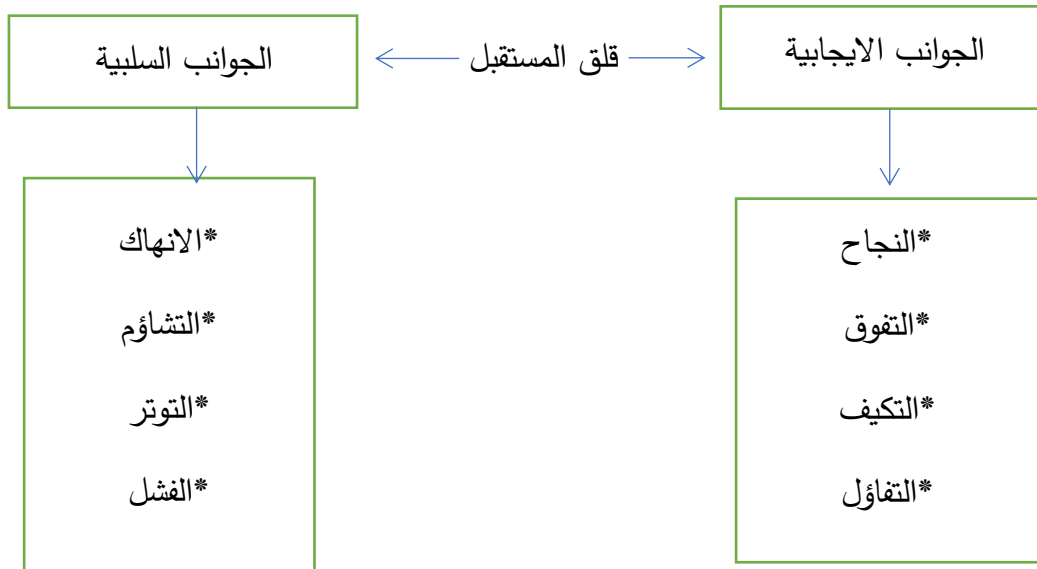 الجوانب الايجابية
قلق المستقبل
الجوانب السلبية
*النجاح
*التفوق
*التكيف
*التفاؤل
*الانهاك
*التشاؤم
*التوتر
*الفشل